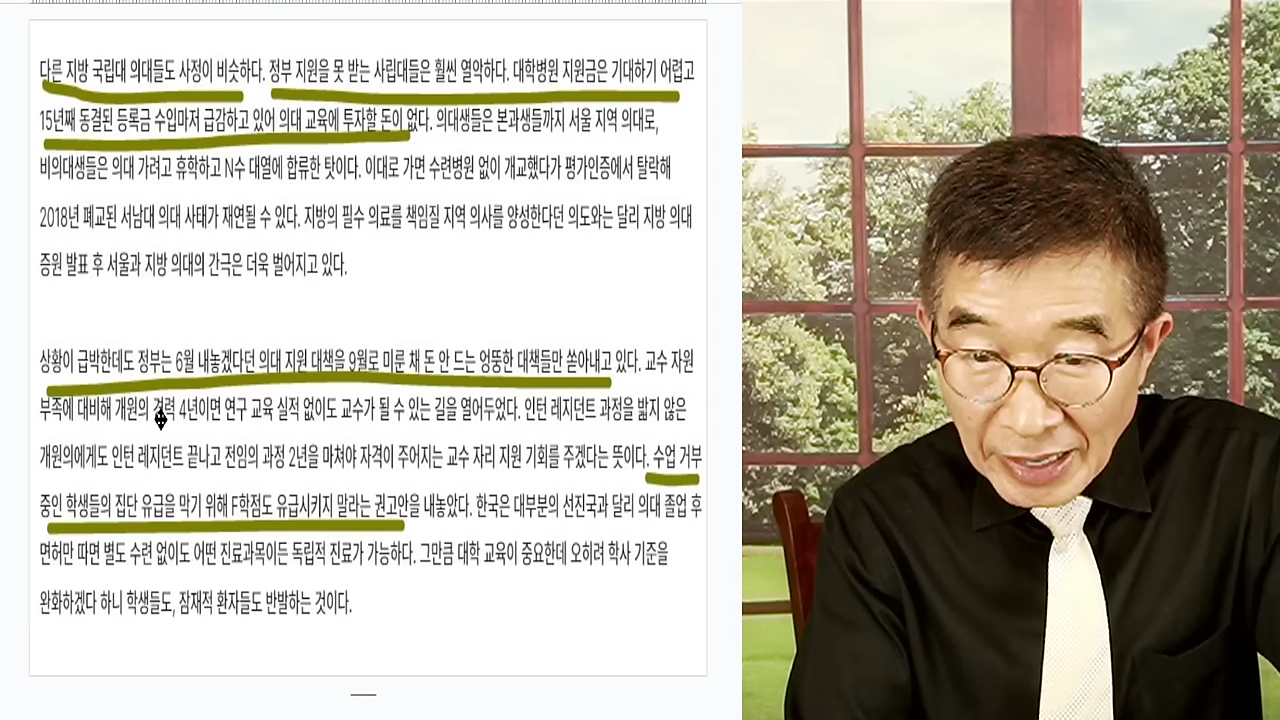 다른 지방 국립대 의대들도 사정이 비슷하다. 정부 지원을 못 받는 사립대들은 훨씬 열악하다. 대학병원 지원금은 기대하기 어렵고
15년째 동결된 등록금 수입마저 급감하고 있어 의대 교육에 투자할 돈이 없다. 의대생들은 본과생들까지 서울 지역 의대로,
비의대생들은 의대 가려고 휴학하고 N수 대열에 합류한 탓이다. 이대로 가면 수련병원 없이 개교했다가 평가인증에서 탈락해
2018년 폐교된 서남대 의대 사태가 재연될 수 있다. 지방의 필수 의료를 책임질 지역 의사를 양성한다던 의도와는 달리 지방 의대
증원 발표 후 서울과 지방 의대의 간극은 더욱 벌어지고 있다.
상황이 급박한데도 정부는 6월 내놓겠다던 의대 지원 대책을 9월로 미룬 채 돈 안 드는 엉뚱한 대책들만 쏟아내고 있다. 교수 자원
부족에 대비해 개원의 경력 4년이면 연구 교육 실적 없이도 교수가 될 수 있는 길을 열어두었다. 인턴 레지던트 과정을 밟지 않은
개원의에게도 인턴 레지던트 끝나고 전임의 과정 2년을 마쳐야 자격이 주어지는 교수 자리 지원 기회를 주겠다는 뜻이다. 수업 거부
중인 학생들의 집단 유급을 막기 위해 F학점도 유급시키지 말라는 권고안을 내놓았다. 한국은 대부분의 선진국과 달리 의대 졸업 후
면허만 따면 별도 수련 없이도 어떤 진료과목이든 독립적 진료가 가능하다. 그만큼 대학 교육이 중요한데 오히려 학사 기준을
완화하겠다 하니 학생들도, 잠재적 환자들도 반발하는 것이다.